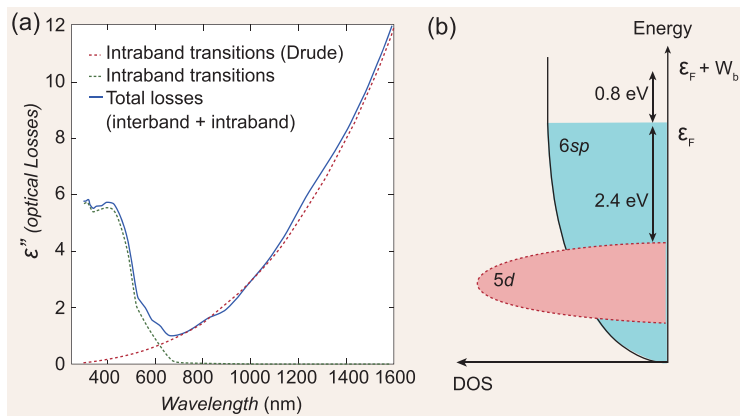 (a)
12
10
8
6
4
2
0
ε” (optical Losses)
Intraband transitions (Drude)
Intraband transitions
Total losses
(interband + intraband)
400 600 800 1000 1200 1400 1600
Wavelength (nm)
(b)
Energy
ε_F + W_b
0.8 eV
ε_F
6sp
2.4 eV
5d
DOS